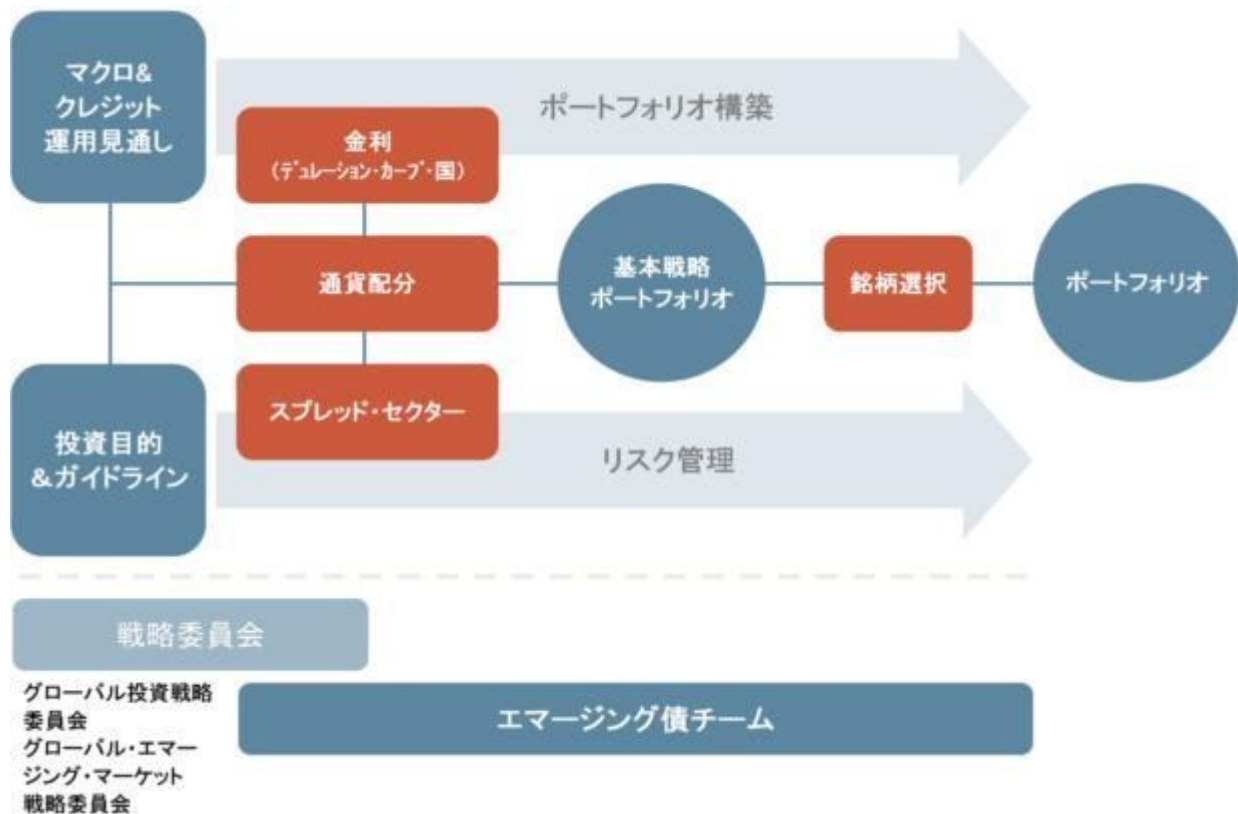 マクロ&
クレジット
運用見通し
ポートフォリオ構築
金利
(ﾃﾞｭﾚｰｼｮﾝ･ｶｰﾌﾞ･国)
通貨配分
基本戦略
ポートフォリオ
銘柄選択
ポートフォリオ
スプレッド・セクター
投資目的
&ガイドライン
リスク管理
戦略委員会
グローバル投資戦略
委員会
グローバル・エマー
ジング・マーケット
戦略委員会
エマージング債チーム